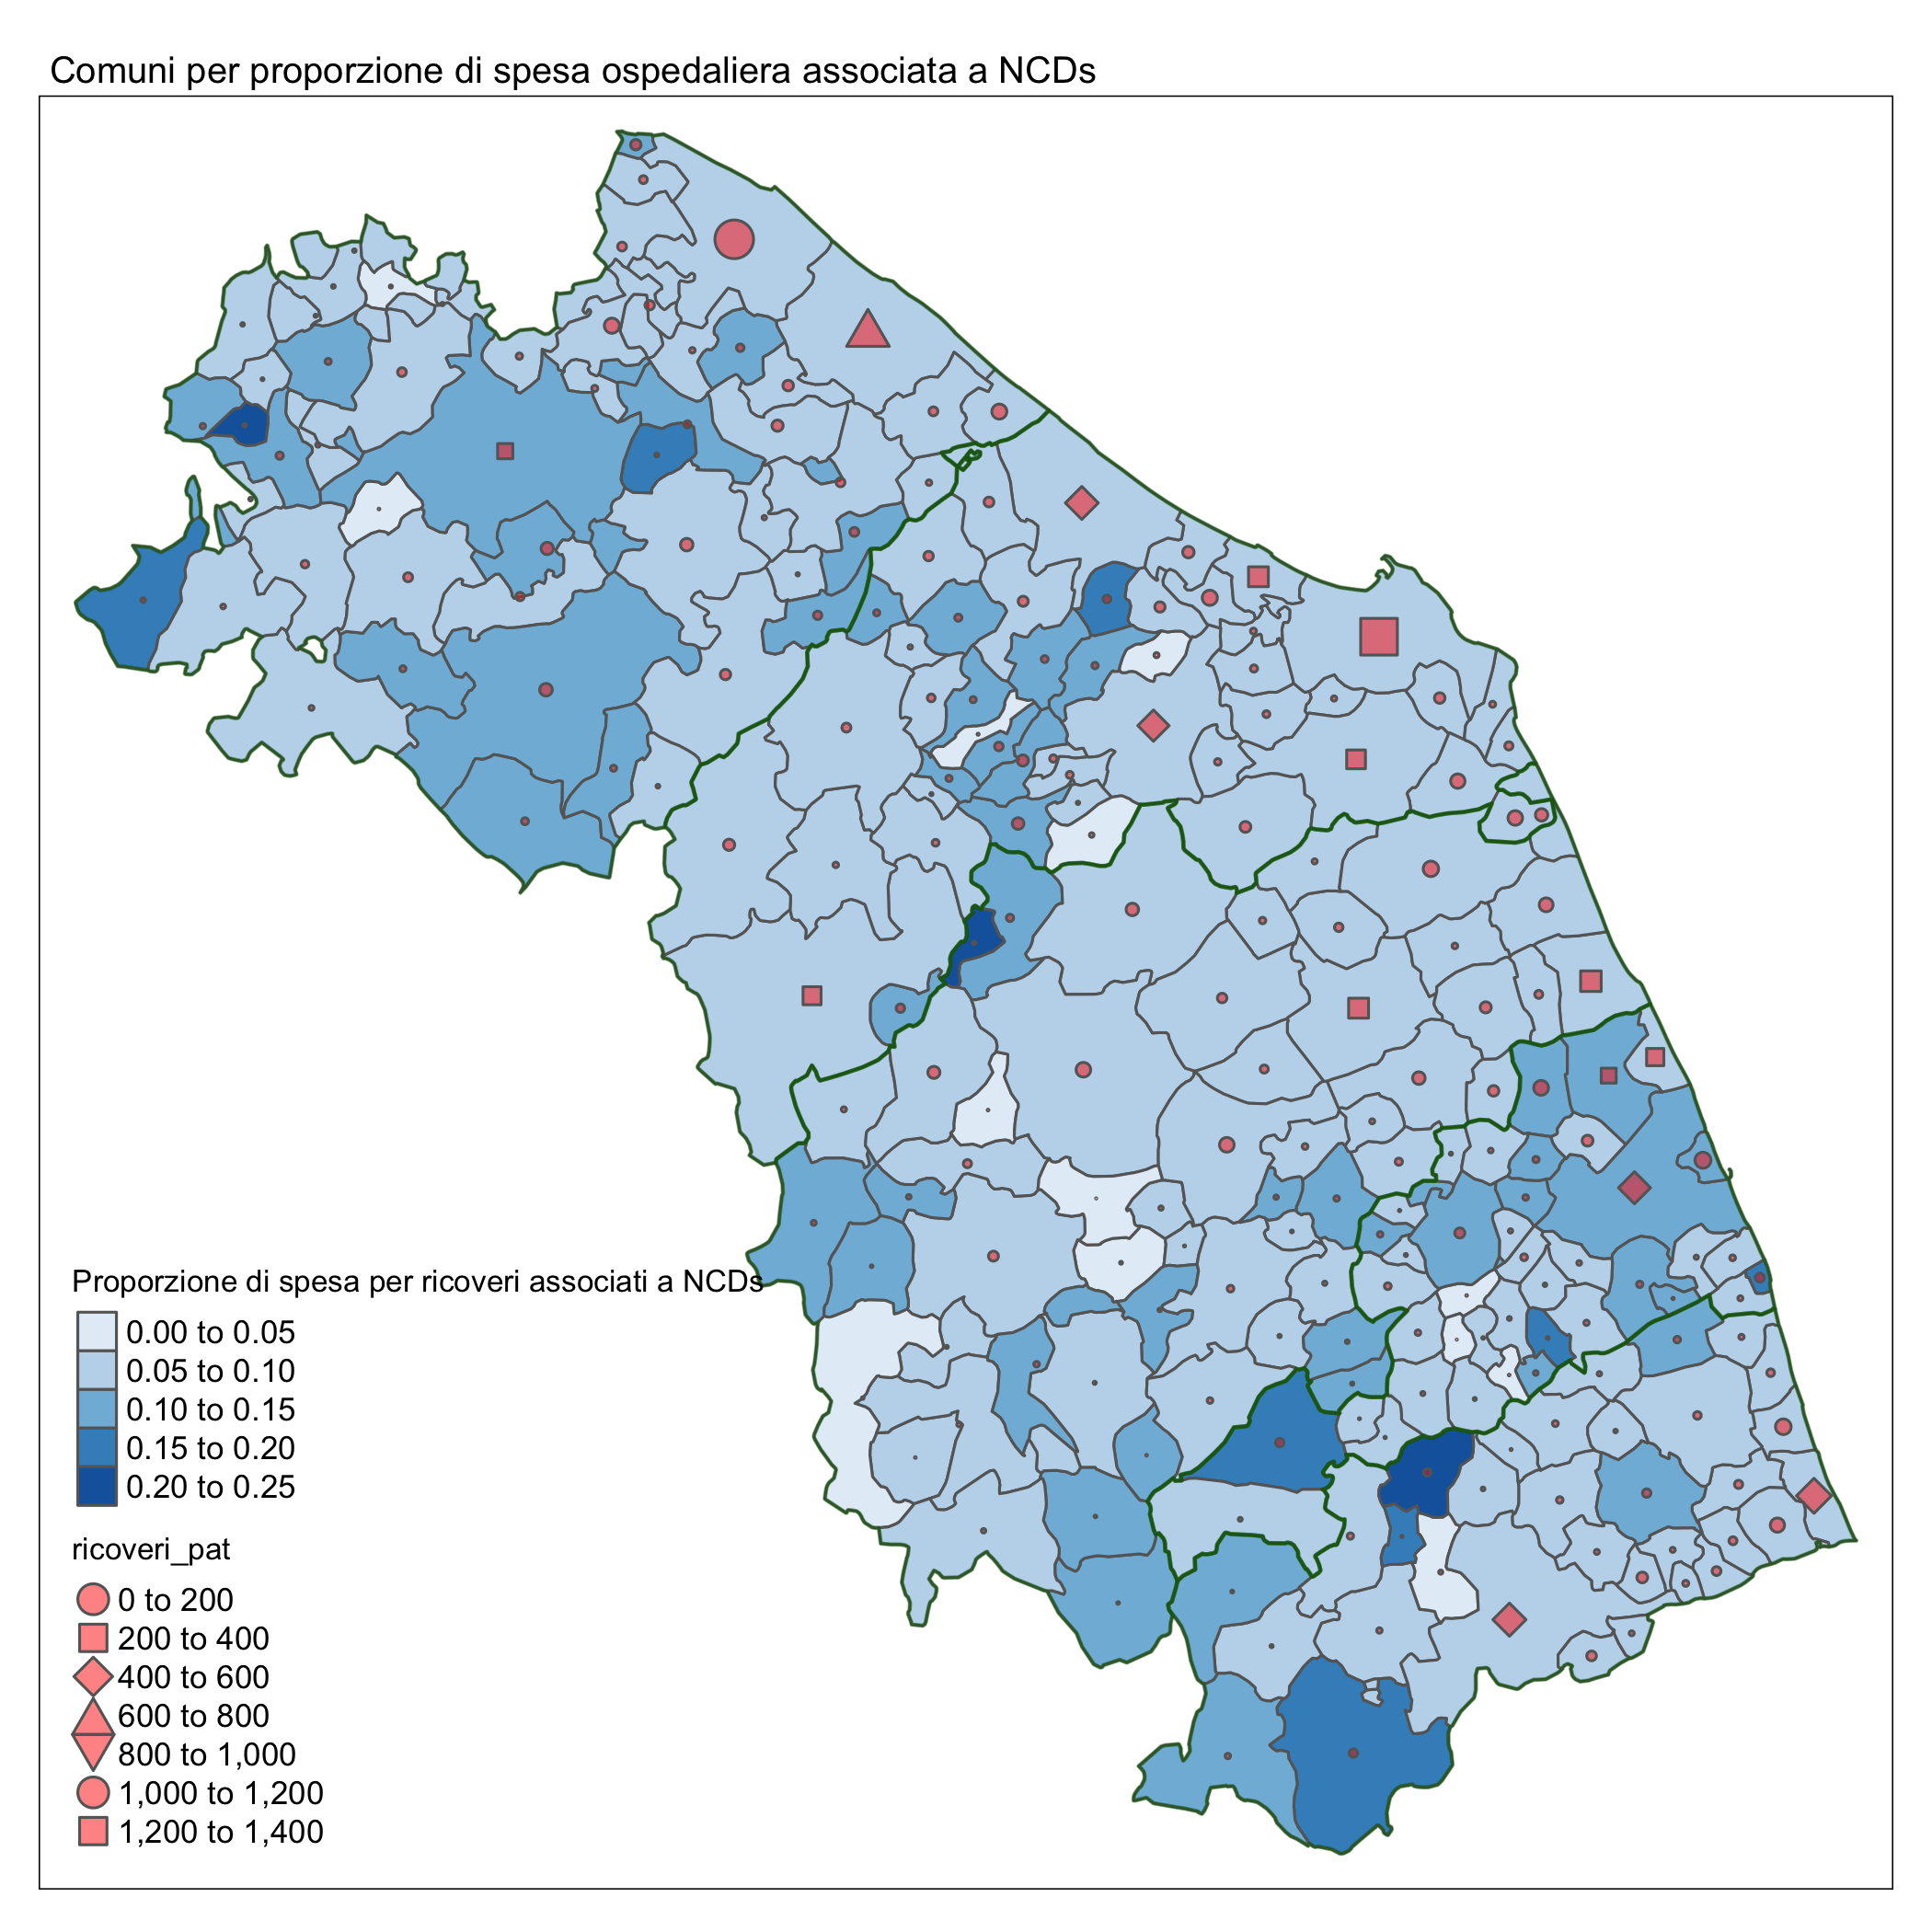 Comuni per proporzione di spesa ospedaliera associata a NCDs
Proporzione di spesa per ricoveri associati a NCDs
0.00 to 0.05
0.05 to 0.10
0.10 to 0.15
0.15 to 0.20
0.20 to 0.25
ricoveri_pat
0 to 200
200 to 400
400 to 600
600 to 800
800 to 1,000
1,000 to 1,200
1,200 to 1,400